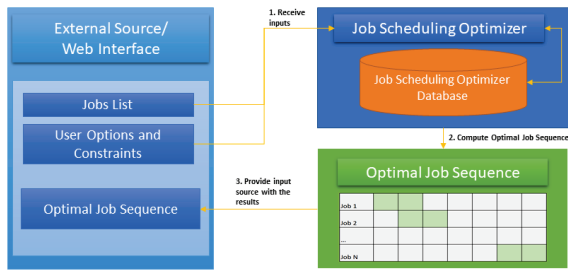 External Source/
Web Interface
Jobs List
User Options and
Constraints
Optimal Job Sequence
1. Receive
inputs
Job Scheduling Optimizer
Job Scheduling Optimizer
Database
2. Compute Optimal Job Sequence
3. Provide input
source with the
results
Optimal Job Sequence
Job 1
Job 2
...
Job N